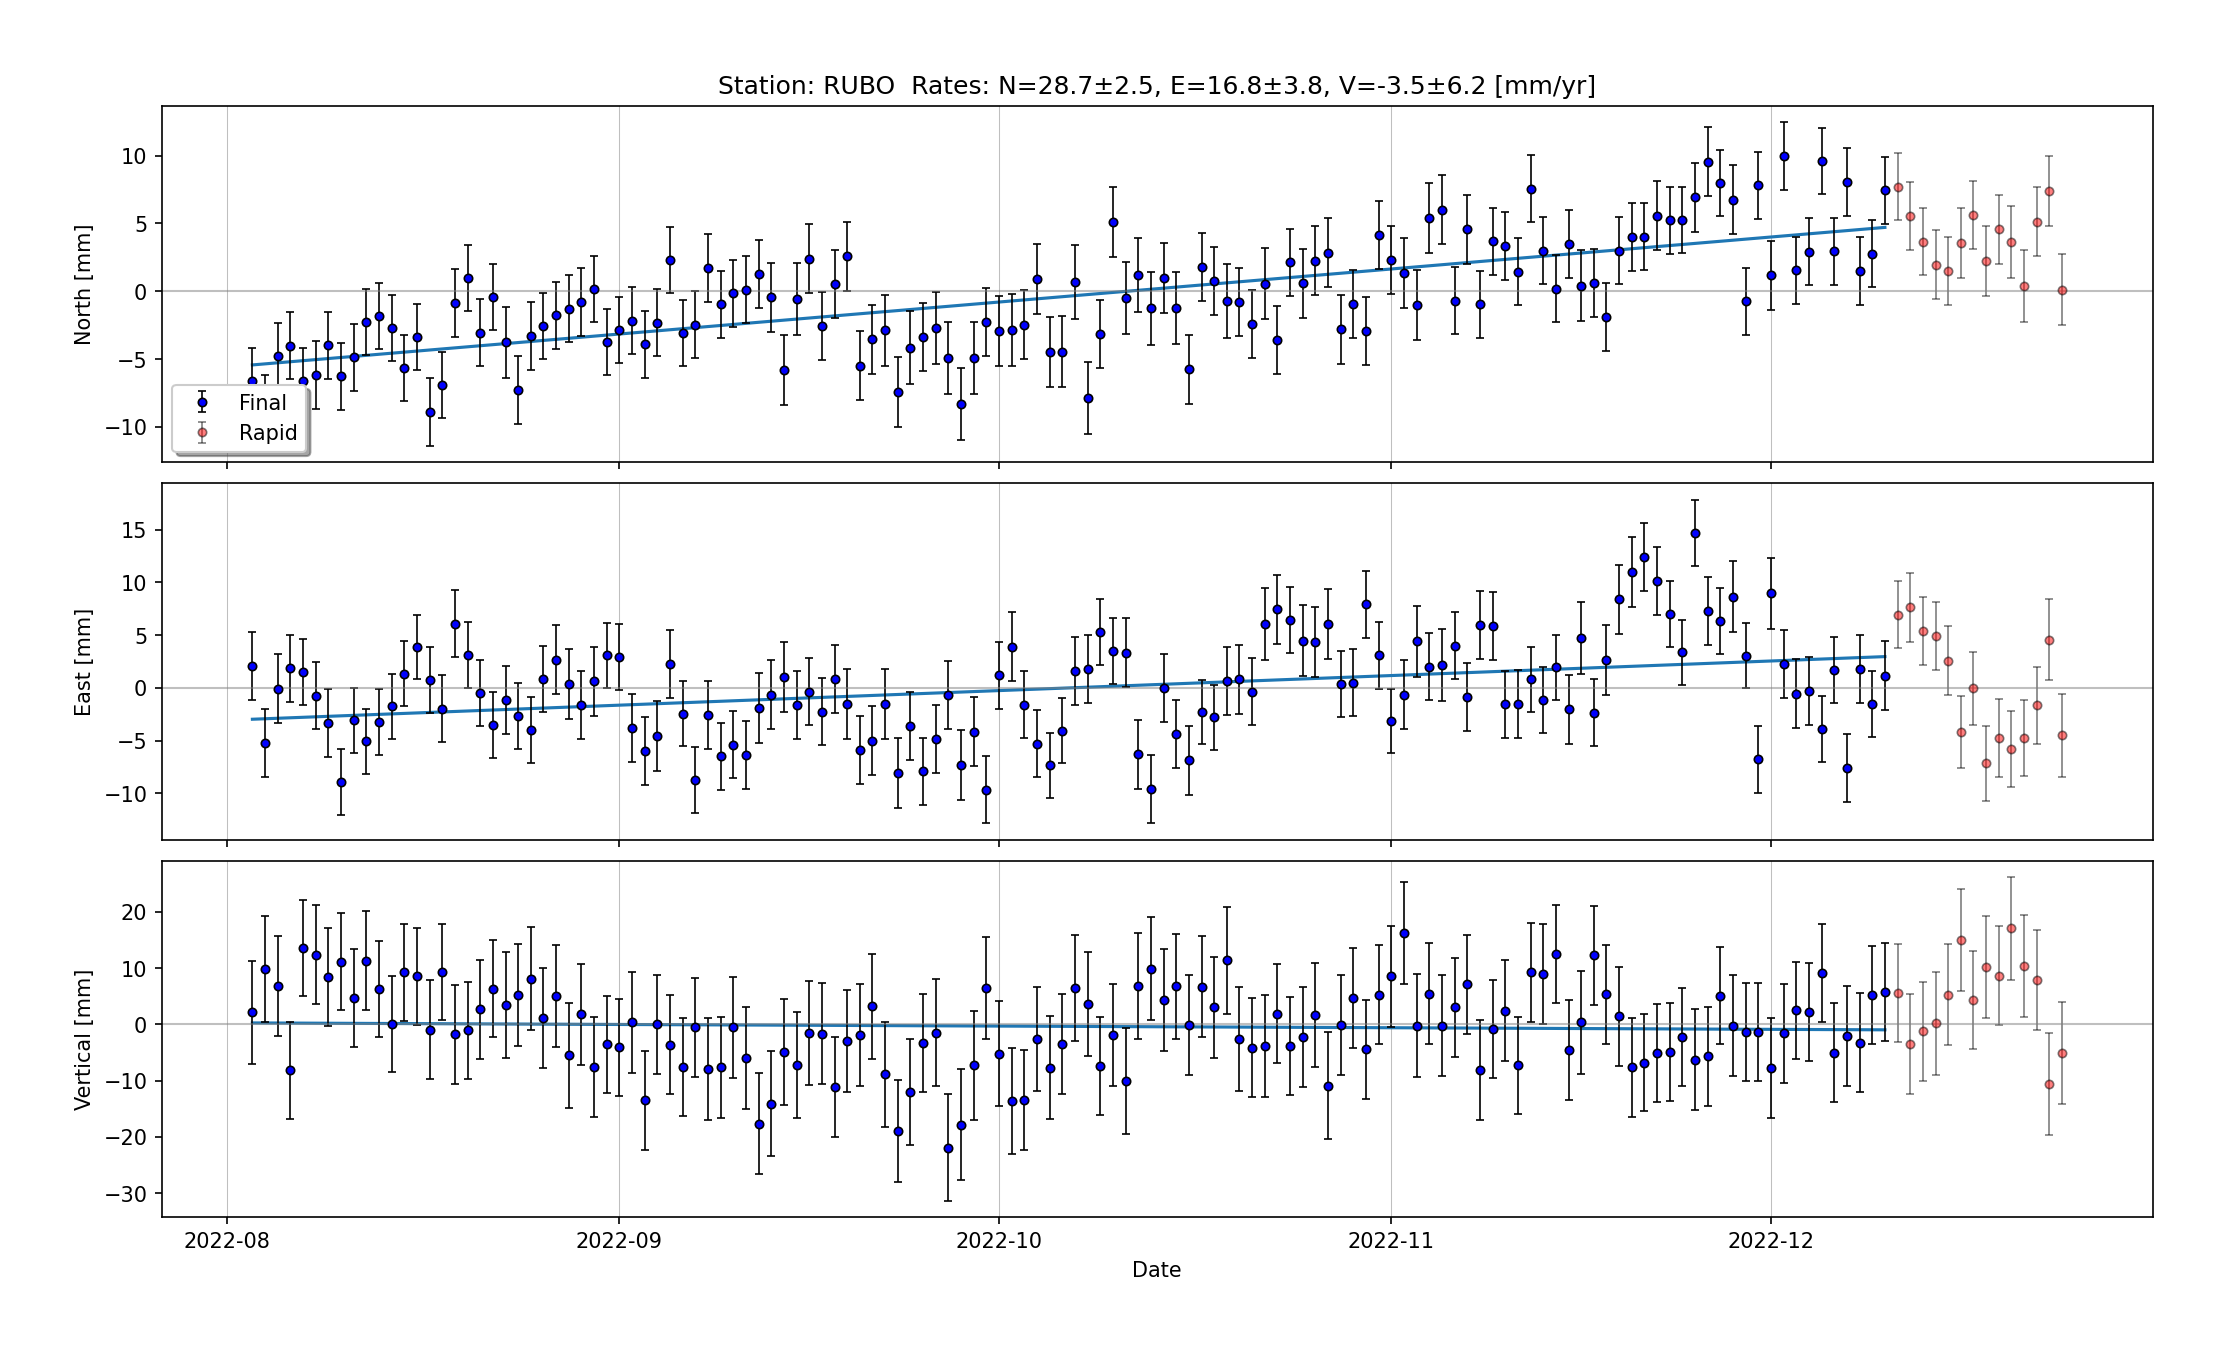 Station: RUBO  Rates: N=28.7±2.5, E=16.8±3.8, V=-3.5±6.2 [mm/yr]
10
5
0
−5
−10
North [mm]
Final
Rapid
15
10
5
0
−5
−10
East [mm]
20
10
0
−10
−20
−30
Vertical [mm]
2022-08 2022-09 2022-10 2022-11 2022-12
Date